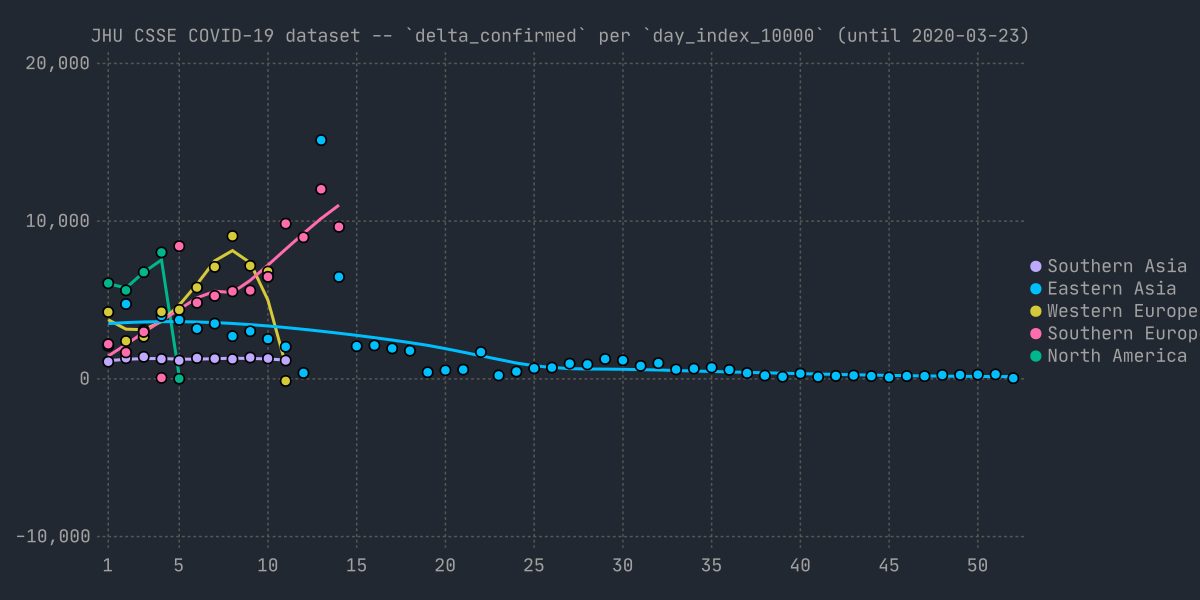 JHU CSSE COVID-19 dataset -- `delta_confirmed` per `day_index_10000` (until 2020-03-23)
20,000
10,000
0
-10,000
1 5 10 15 20 25 30 35 40 45 50
Southern Asia
Eastern Asia
Western Europe
Southern Europ
North America